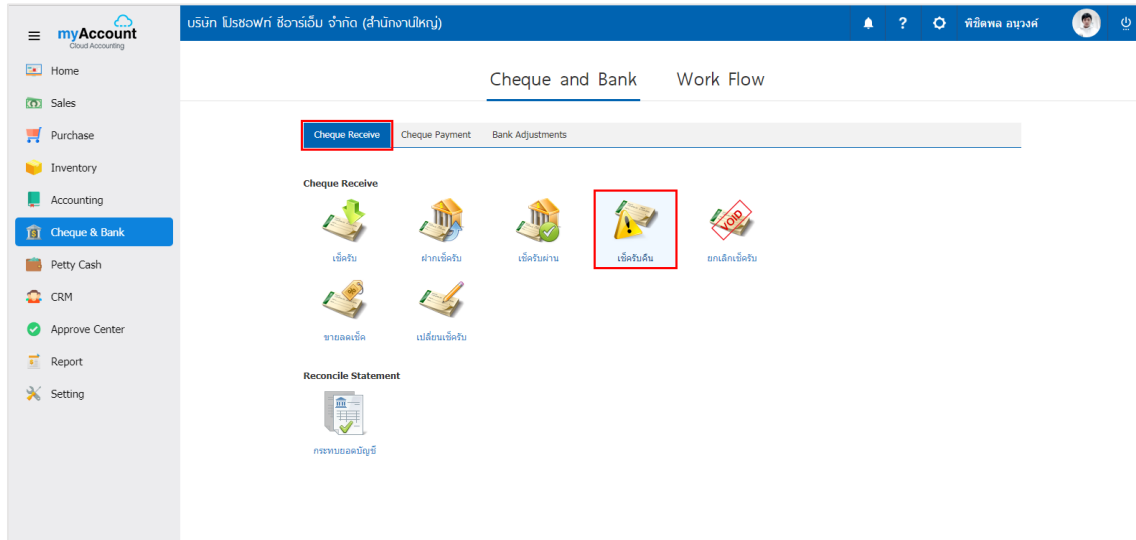 myAccount
Cloud Accounting
บริษัท โปรซอฟท์ ซีอาร์เอ็ม จำกัด (สำนักงานใหญ่)
?
พิชิตพล อนุวงค์
Home
Sales
Purchase
Inventory
Accounting
Cheque & Bank
Petty Cash
CRM
Approve Center
Report
Setting
Cheque and Bank Work Flow
Cheque Receive Cheque Payment Bank Adjustments
Cheque Receive
VOID
เช็ครับ ฝากเช็ครับ เช็ครับผ่าน เช็ครับคืน ยกเลิกเช็ครับ
ขายลดเช็ค เปลี่ยนเช็ครับ
Reconcile Statement
กระทบยอดบัญชี